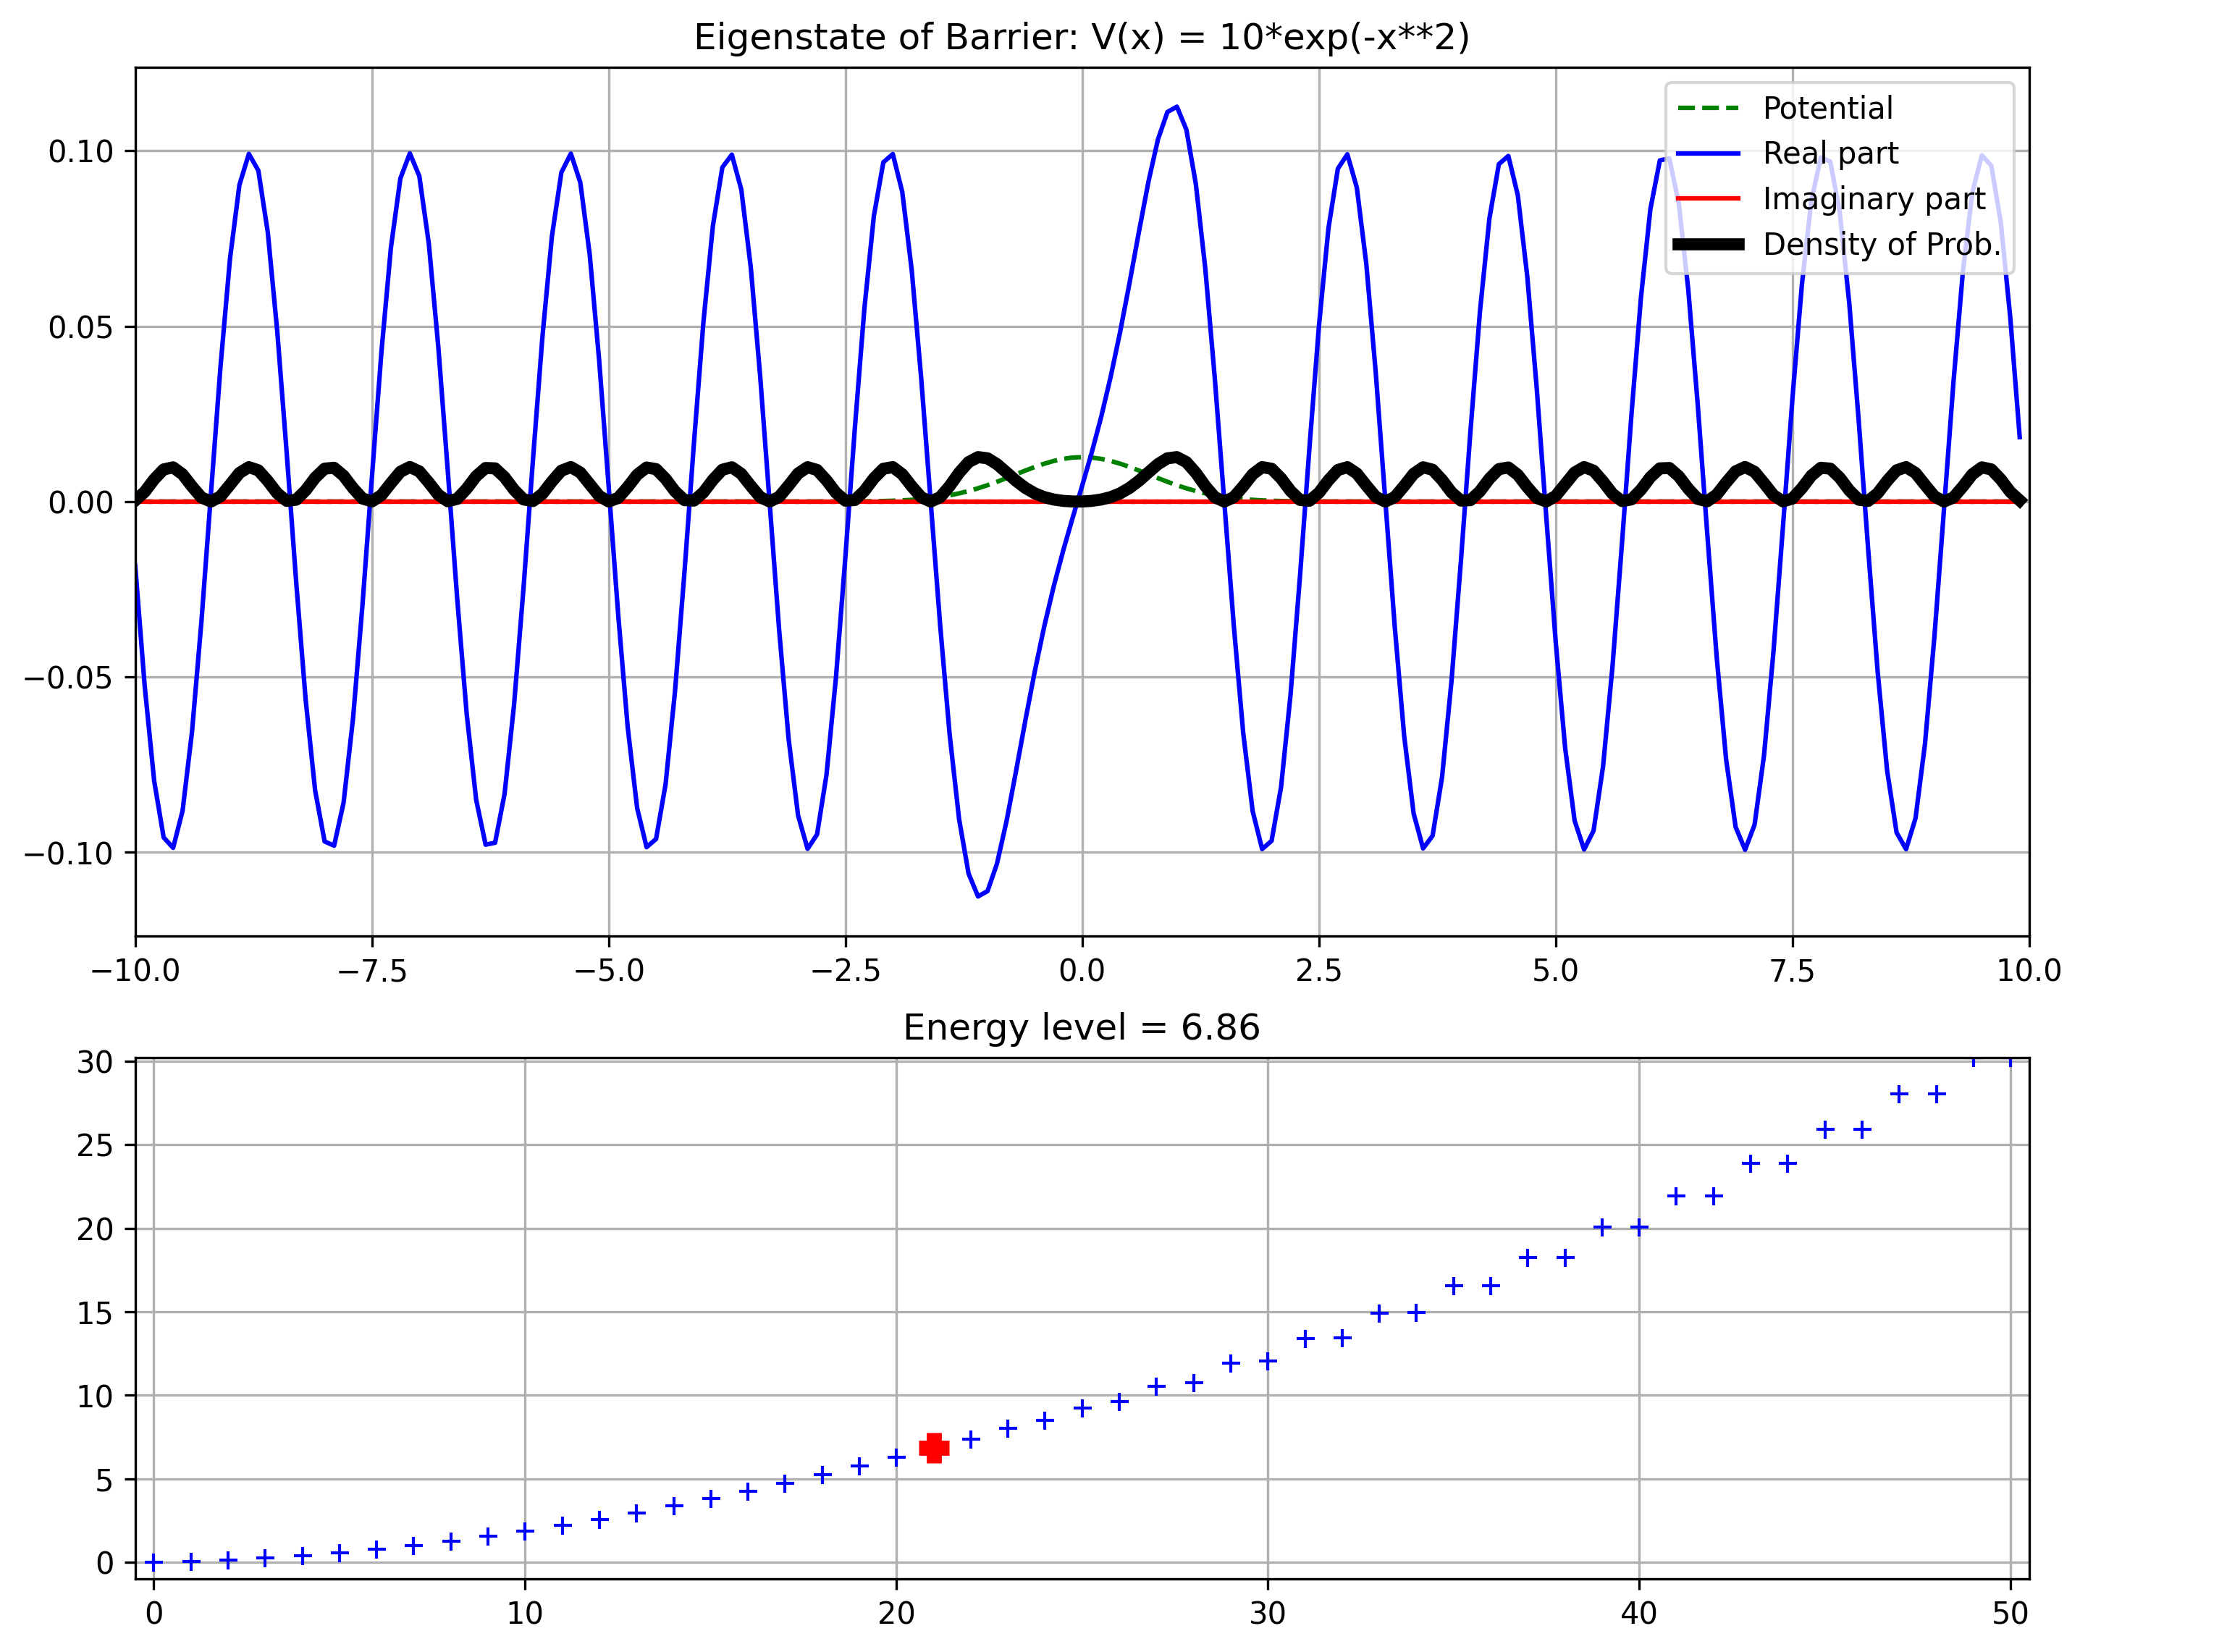 Eigenstate of Barrier: V(x) = 10*exp(-x**2)
Potential
Real part
Imaginary part
Density of Prob.
0.10
0.05
0.00
−0.05
−0.10
−10.0 −7.5 −5.0 −2.5 0.0 2.5 5.0 7.5 10.0
Energy level = 6.86
30
25
20
15
10
5
0
0 10 20 30 40 50